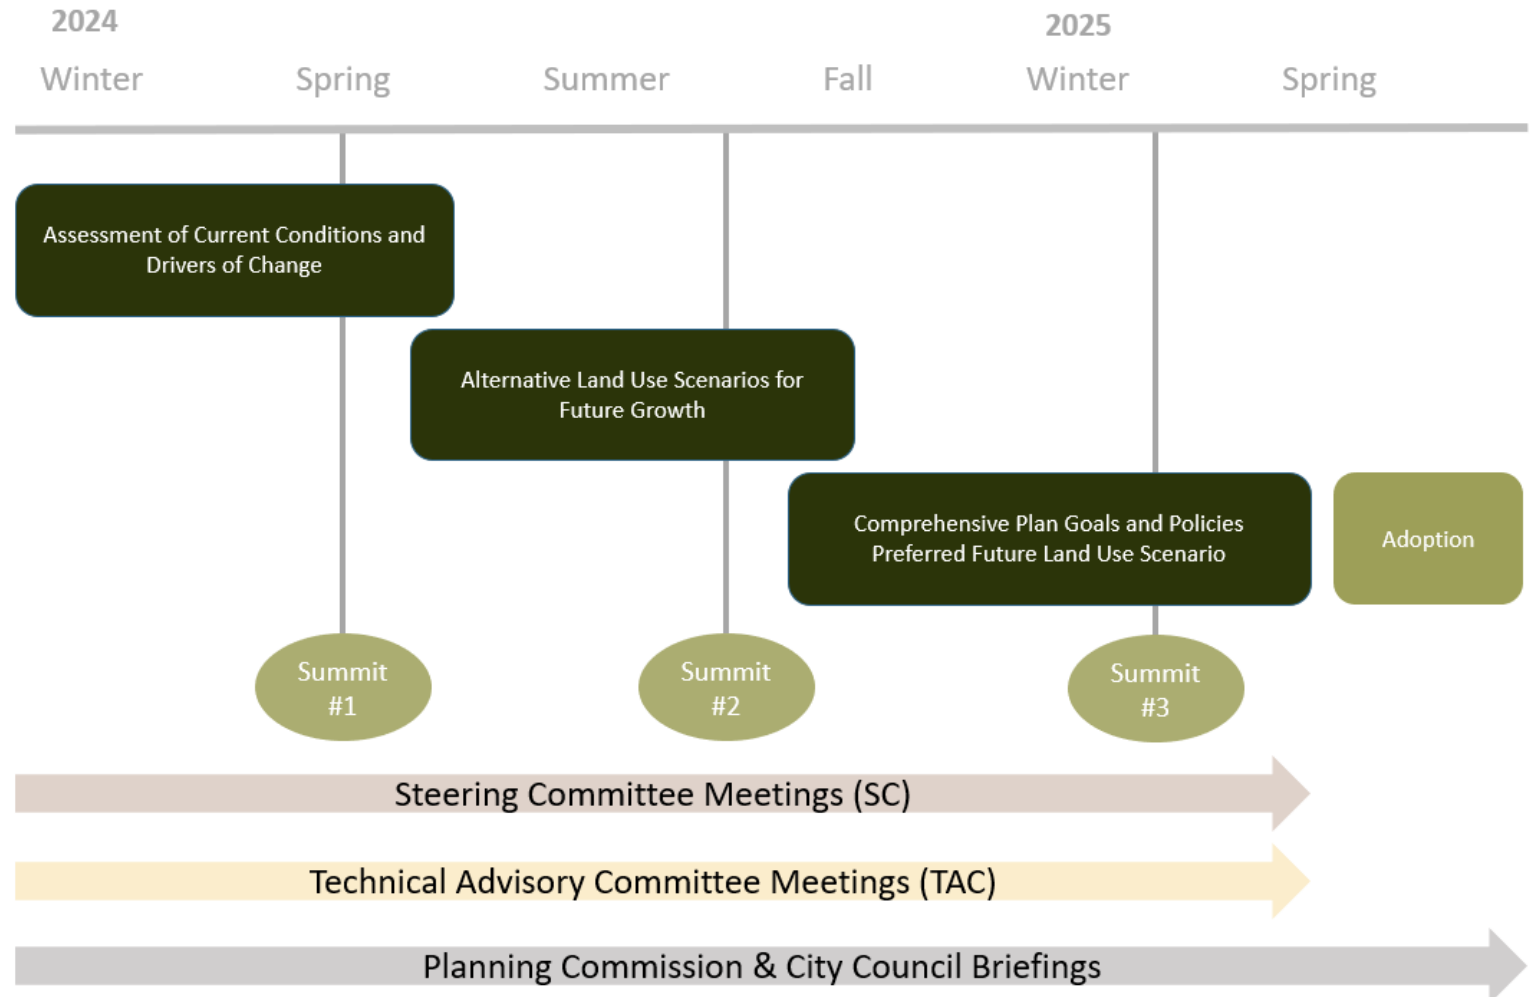 2024
2025
Winter
Spring
Summer
Fall
Winter
Spring
Assessment of Current Conditions and
Drivers of Change
Alternative Land Use Scenarios for
Future Growth
Comprehensive Plan Goals and Policies
Preferred Future Land Use Scenario
Adoption
Summit
#1
Summit
#2
Summit
#3
Steering Committee Meetings (SC)
Technical Advisory Committee Meetings (TAC)
Planning Commission & City Council Briefings